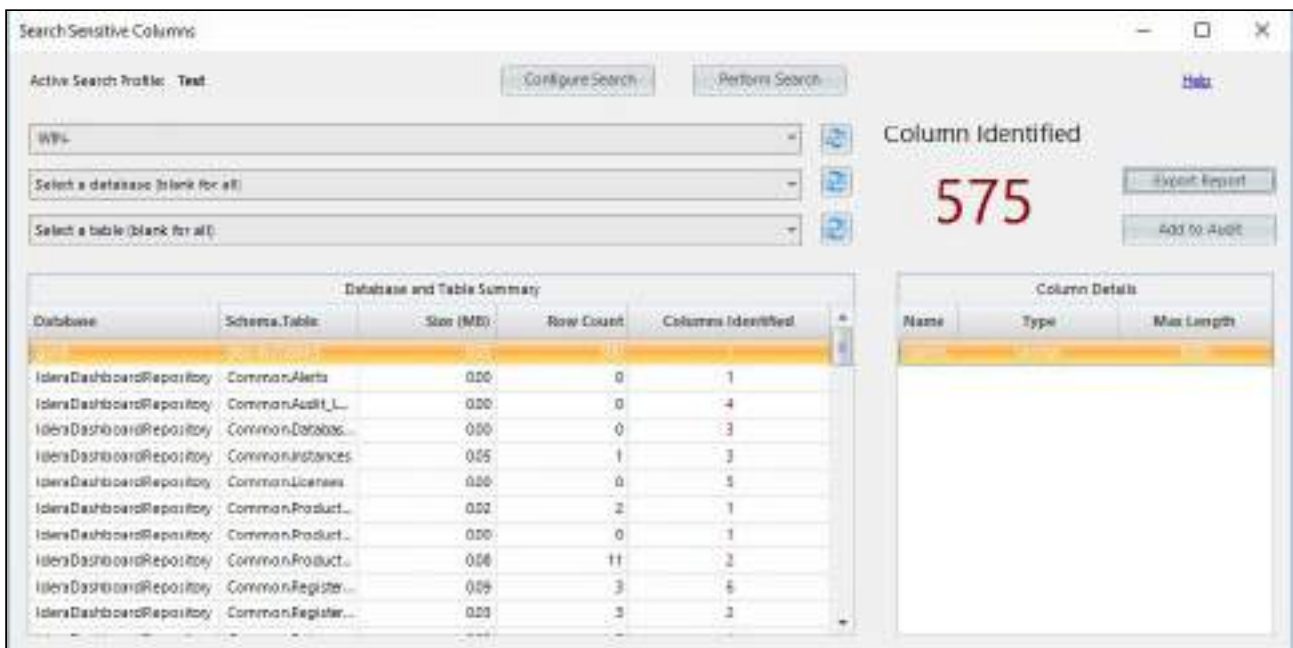 Search Sensitive Columns
Active Search Profile: Test
Configure Search
Perform Search
Help
Select a database (blank for all)
Select a table (blank for all)
Column Identified
575
Export Report
Add to Audit
Database and Table Summary
Database Schema.Table Size (MB) Row Count Columns Identified
IderaDashboardRepository Common.Alerts 0.00 0 1
IderaDashboardRepository Common.Audit_L... 0.00 0 4
IderaDashboardRepository Common.Databas... 0.00 0 3
IderaDashboardRepository Common.Instances 0.05 1 3
IderaDashboardRepository Common.Licenses 0.00 0 5
IderaDashboardRepository Common.Product... 0.02 2 1
IderaDashboardRepository Common.Product... 0.00 0 1
IderaDashboardRepository Common.Product... 0.08 11 2
IderaDashboardRepository Common.Register... 0.09 3 6
IderaDashboardRepository Common.Register... 0.03 3 2
Column Details
Name Type Max Length